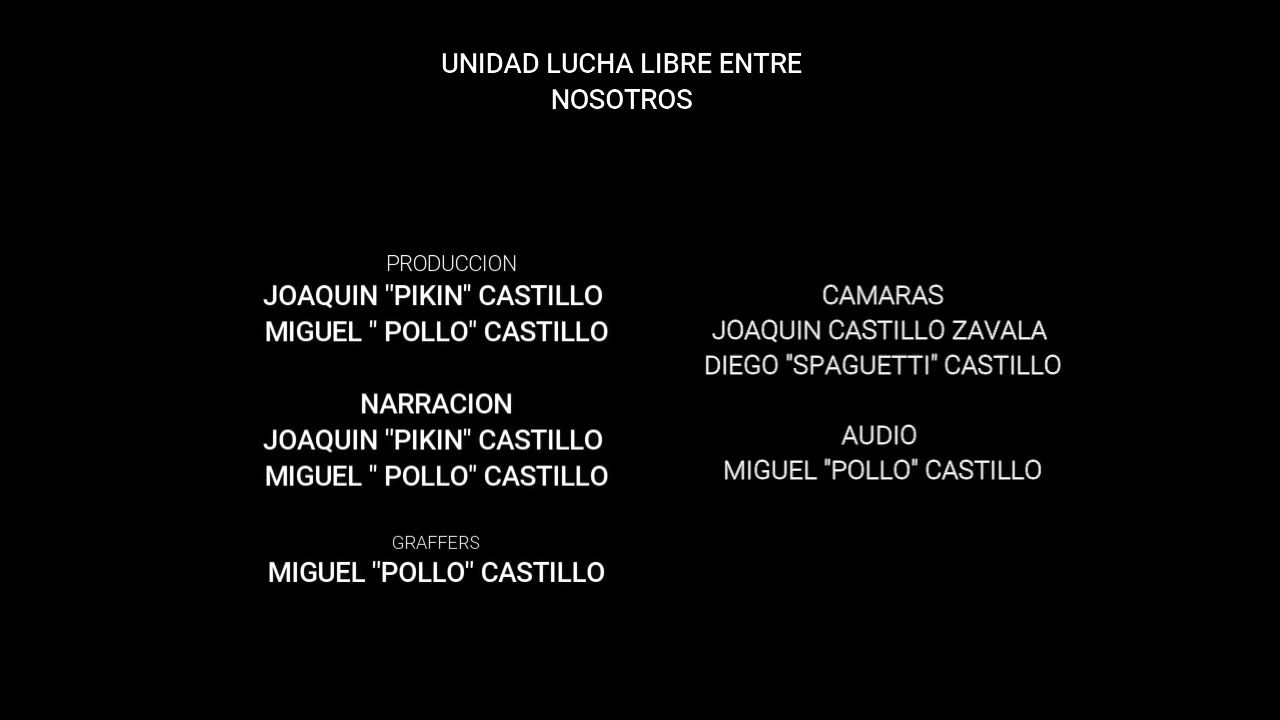 UNIDAD LUCHA LIBRE ENTRE
NOSOTROS
PRODUCCION
JOAQUIN "PIKIN" CASTILLO
MIGUEL " POLLO" CASTILLO
NARRACION
JOAQUIN "PIKIN" CASTILLO
MIGUEL " POLLO" CASTILLO
GRAFFERS
MIGUEL "POLLO" CASTILLO
CAMARAS
JOAQUIN CASTILLO ZAVALA
DIEGO "SPAGUETTI" CASTILLO
AUDIO
MIGUEL "POLLO" CASTILLO